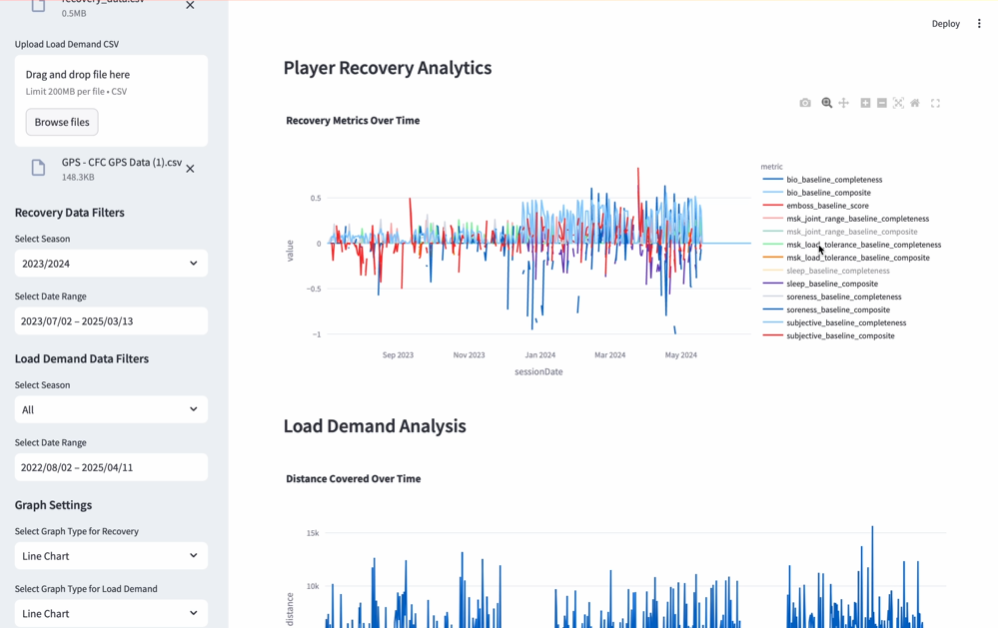 recovery_data.csv
0.5MB
Upload Load Demand CSV
Drag and drop file here
Limit 200MB per file • CSV
Browse files
GPS - CFC GPS Data (1).csv
148.3KB
Recovery Data Filters
Select Season
2023/2024
Select Date Range
2023/07/02 – 2025/03/13
Load Demand Data Filters
Select Season
All
Select Date Range
2022/08/02 – 2025/04/11
Graph Settings
Select Graph Type for Recovery
Line Chart
Select Graph Type for Load Demand
Line Chart
Deploy
Player Recovery Analytics
Recovery Metrics Over Time
value
0.5
0
−0.5
−1
Sep 2023 Nov 2023 Jan 2024 Mar 2024 May 2024
sessionDate
metric
bio_baseline_completeness
bio_baseline_composite
emboss_baseline_score
msk_joint_range_baseline_completeness
msk_joint_range_baseline_composite
msk_load_tolerance_baseline_completeness
msk_load_tolerance_baseline_composite
sleep_baseline_completeness
sleep_baseline_composite
soreness_baseline_completeness
soreness_baseline_composite
subjective_baseline_completeness
subjective_baseline_composite
Load Demand Analysis
Distance Covered Over Time
15k
10k
distance